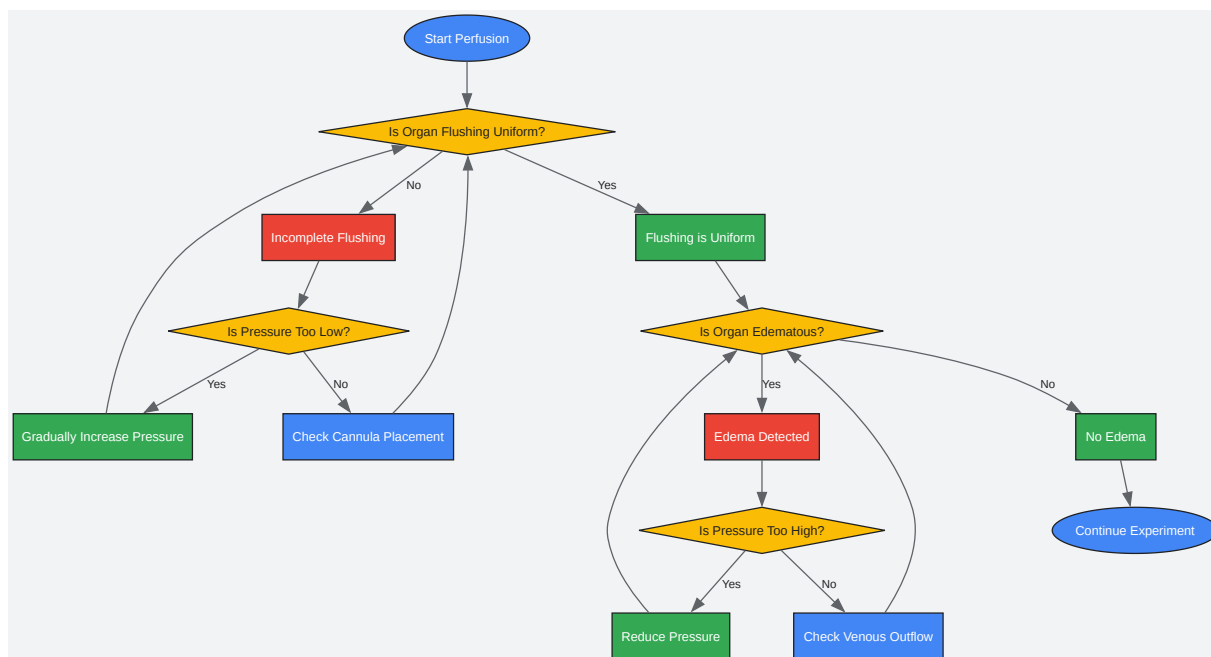 Start Perfusion
Is Organ Flushing Uniform?
No
Yes
Incomplete Flushing
Flushing is Uniform
Is Pressure Too Low?
Is Organ Edematous?
Yes
No
Yes
No
Gradually Increase Pressure
Check Cannula Placement
Edema Detected
No Edema
Is Pressure Too High?
Continue Experiment
Yes
No
Reduce Pressure
Check Venous Outflow